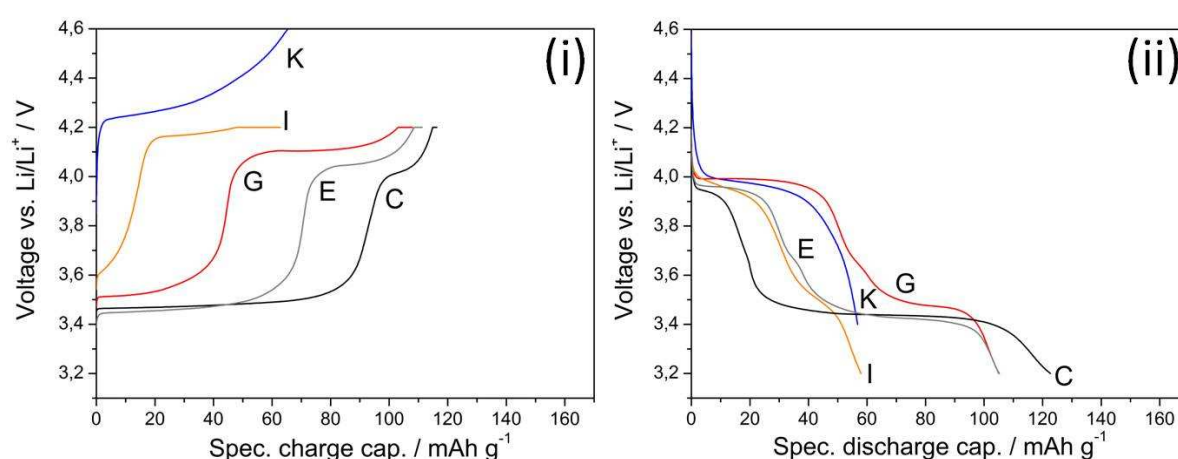 (i)
Voltage vs. Li/Li⁺ / V
4,6
4,4
4,2
4,0
3,8
3,6
3,4
3,2
K
I
G
E
C
0 20 40 60 80 100 120 140 160
Spec. charge cap. / mAh g⁻¹
(ii)
Voltage vs. Li/Li⁺ / V
4,6
4,4
4,2
4,0
3,8
3,6
3,4
3,2
E
G
K
I
C
0 20 40 60 80 100 120 140 160
Spec. discharge cap. / mAh g⁻¹